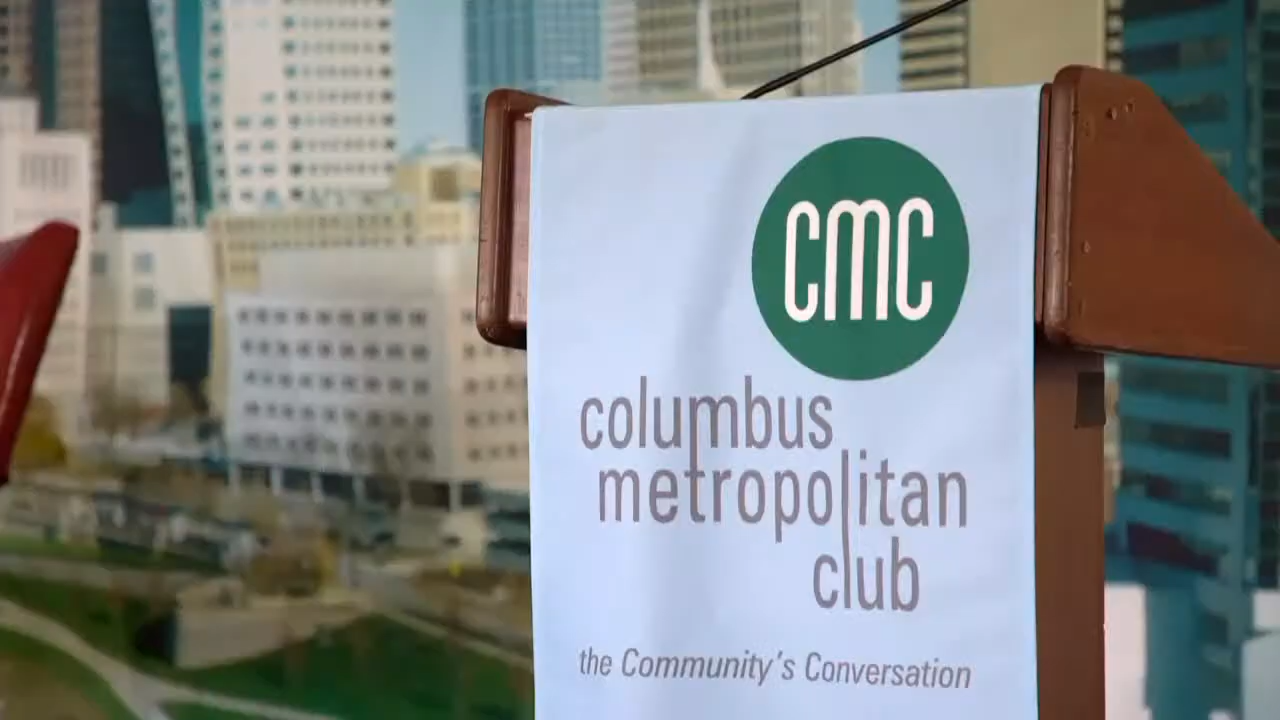 cmc
columbus
metropolitan
club
the Community's Conversation